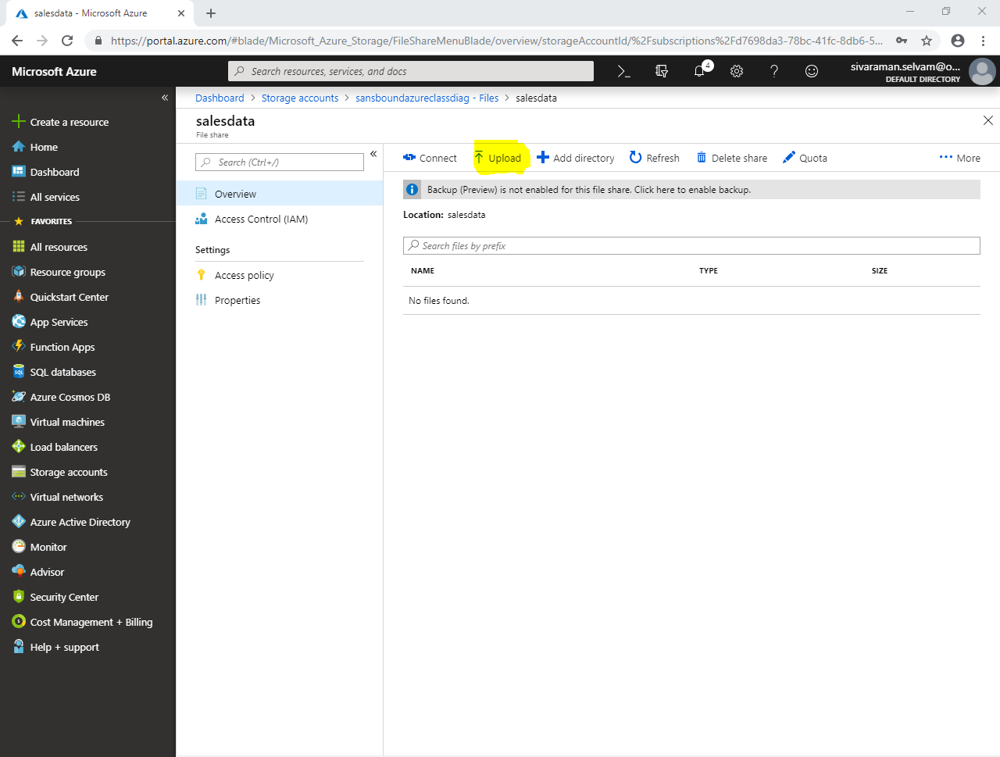 salesdata - Microsoft Azure
https://portal.azure.com/#blade/Microsoft_Azure_Storage/FileShareMenuBlade/overview/storageAccountId/%2Fsubscriptions%2Fd7698da3-78bc-41fc-8db6-5...
Microsoft Azure
Search resources, services, and docs
4
sivaraman.selvam@o...
DEFAULT DIRECTORY
Create a resource
Home
Dashboard
All services
FAVORITES
All resources
Resource groups
Quickstart Center
App Services
Function Apps
SQL databases
Azure Cosmos DB
Virtual machines
Load balancers
Storage accounts
Virtual networks
Azure Active Directory
Monitor
Advisor
Security Center
Cost Management + Billing
Help + support
Dashboard > Storage accounts > sansboundazureclassdiag - Files > salesdata
salesdata
File share
Search (Ctrl+/)
Overview
Access Control (IAM)
Settings
Access policy
Properties
Connect Upload Add directory Refresh Delete share Quota More
Backup (Preview) is not enabled for this file share. Click here to enable backup.
Location: salesdata
Search files by prefix
NAME TYPE SIZE
No files found.